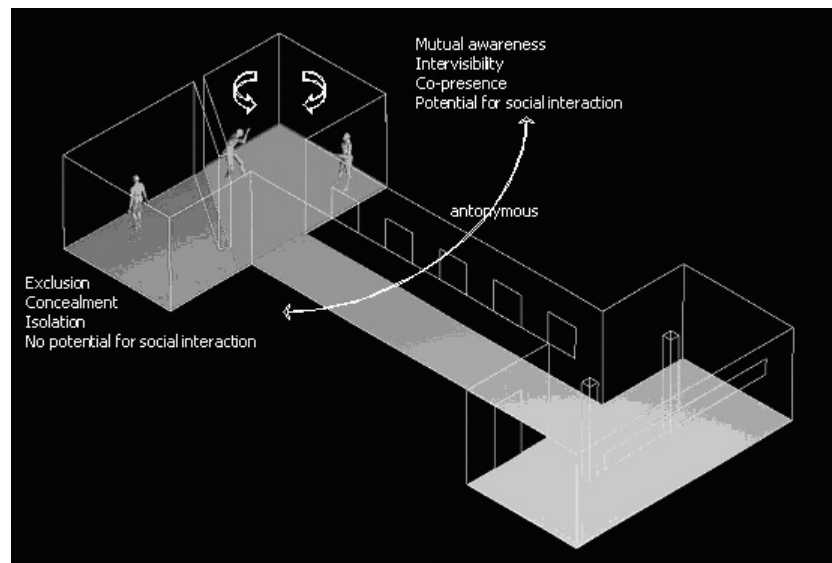 Mutual awareness
Intervisibility
Co-presence
Potential for social interaction
antonymous
Exclusion
Concealment
Isolation
No potential for social interaction